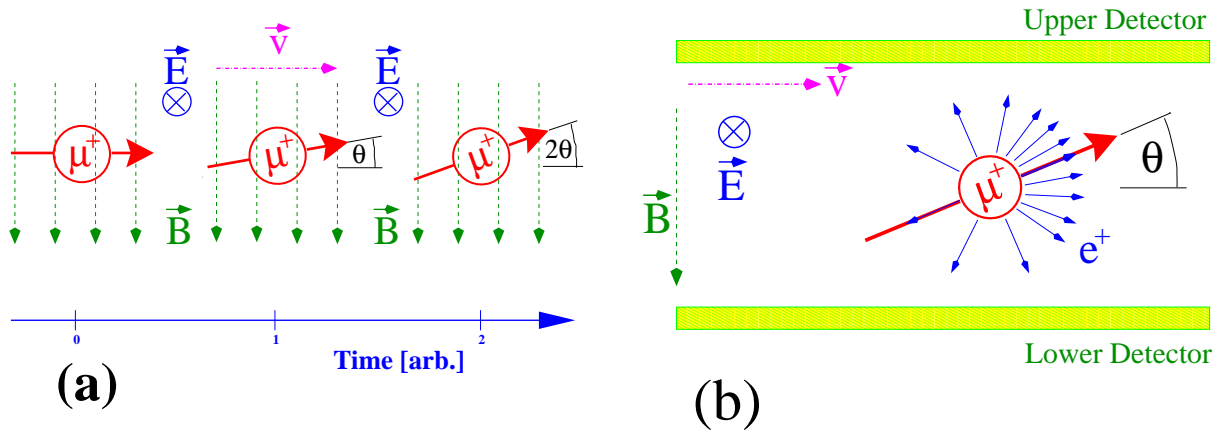 v
E
E
μ+
μ+
θ
μ+
2θ
B
B
0
1
2
Time [arb.]
(a)
Upper Detector
v
E
B
μ+
θ
e+
Lower Detector
(b)